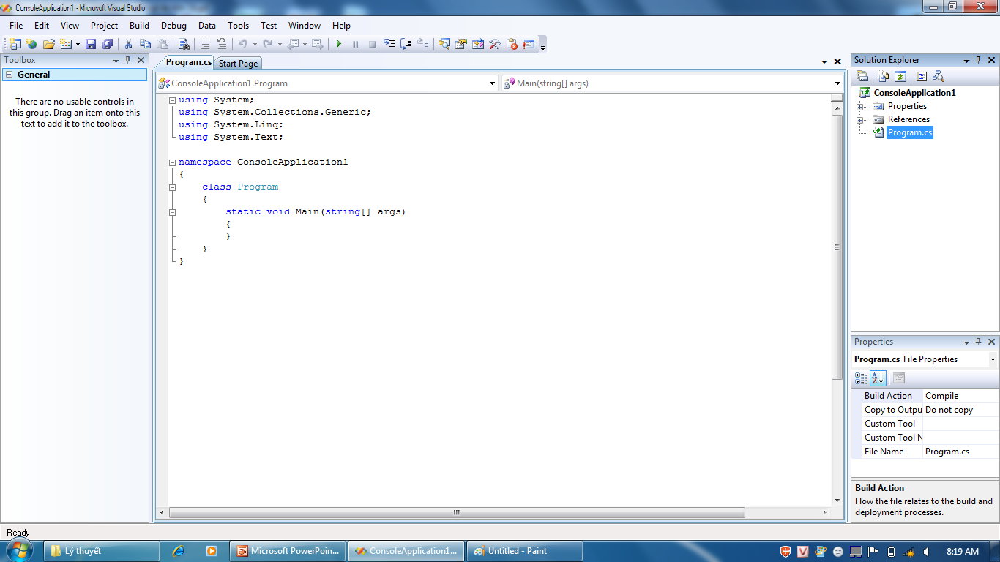 ConsoleApplication1 - Microsoft Visual Studio
File Edit View Project Build Debug Data Tools Test Window Help
Toolbox
General
There are no usable controls in
this group. Drag an item onto this
text to add it to the toolbox.
Program.cs Start Page
ConsoleApplication1.Program Main(string[] args)
using System;
using System.Collections.Generic;
using System.Linq;
using System.Text;
namespace ConsoleApplication1
{
class Program
{
static void Main(string[] args)
{
}
}
}
Solution Explorer
ConsoleApplication1
Properties
References
Program.cs
Properties
Program.cs File Properties
Build Action Compile
Copy to Outpu Do not copy
Custom Tool
Custom Tool N
File Name Program.cs
Build Action
How the file relates to the build and
deployment processes.
Ready
Lý thuyết Microsoft PowerPoin... ConsoleApplication1... Untitled - Paint 8:19 AM